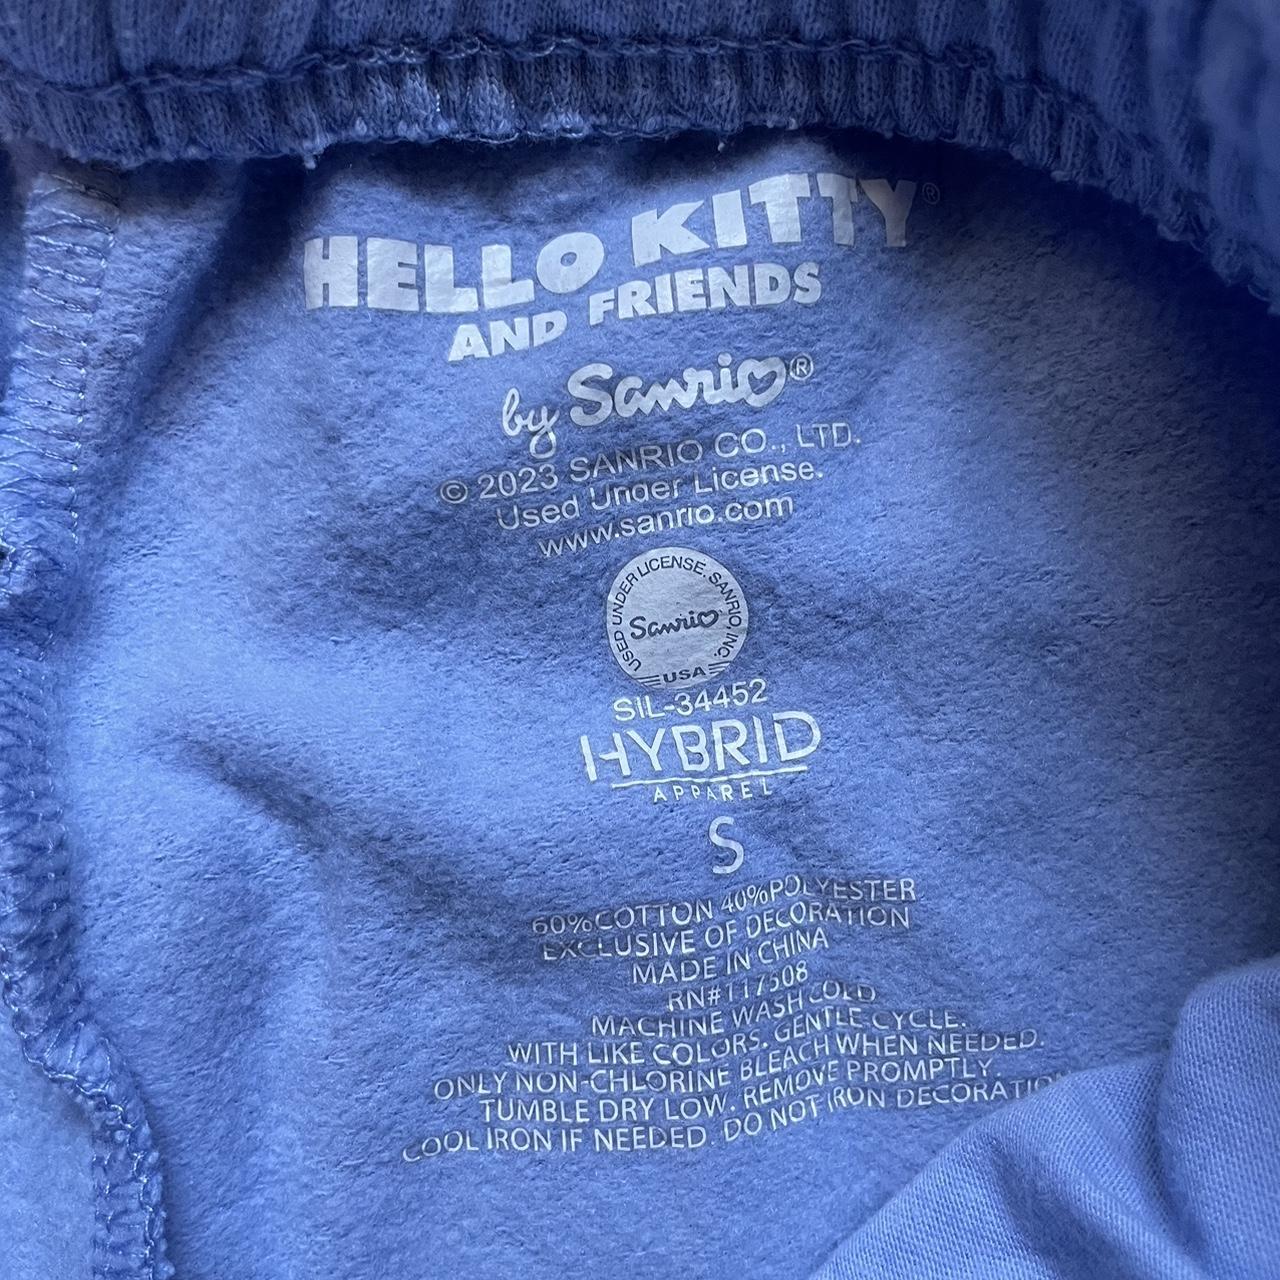 HELLO KITTY®
AND FRIENDS
by Sanrio®
© 2023 SANRIO CO., LTD.
Used Under License.
www.sanrio.com
USED UNDER LICENSE. SANRIO, INC.
Sanrio
USA
SIL-34452
HYBRID
APPAREL
S
60%COTTON 40%POLYESTER
EXCLUSIVE OF DECORATION
MADE IN CHINA
RN#117508
MACHINE WASH COLD
WITH LIKE COLORS. GENTLE CYCLE.
ONLY NON-CHLORINE BLEACH WHEN NEEDED.
TUMBLE DRY LOW. REMOVE PROMPTLY.
COOL IRON IF NEEDED. DO NOT IRON DECORATIO